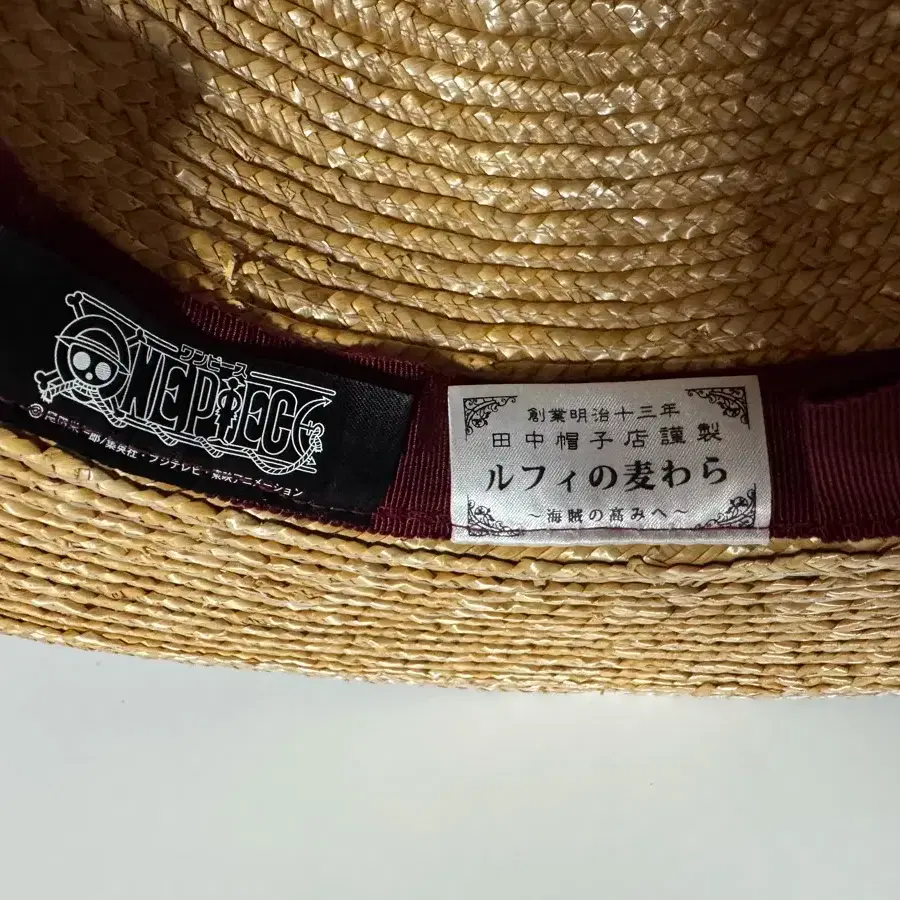 ワンピース
ONE PIECE
©尾田栄一郎/集英社・フジテレビ・東映アニメーション
創業明治十三年
田中帽子店謹製
ルフィの麦わら
～海賊の高みへ～